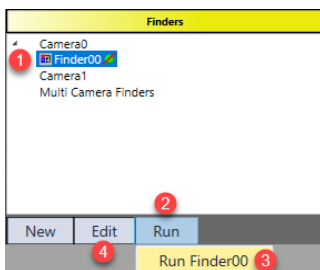 Finders
Camera0
1 Finder00
Camera1
Multi Camera Finders
2
New Edit Run
4 Run Finder00 3